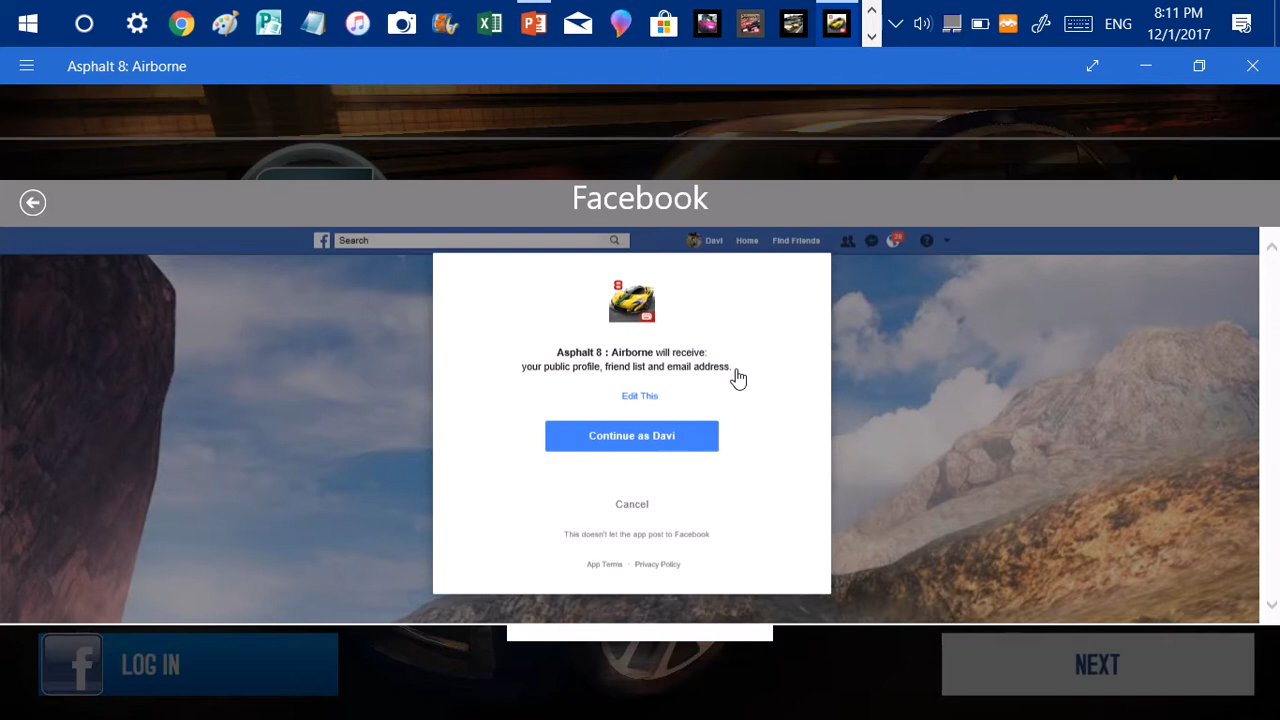 ENG
8:11 PM
12/1/2017
Asphalt 8: Airborne
Facebook
Search
Davi Home Find Friends
28
8
Asphalt 8 : Airborne will receive:
your public profile, friend list and email address.
Edit This
Continue as Davi
Cancel
This doesn't let the app post to Facebook
App Terms · Privacy Policy
f LOG IN
NEXT